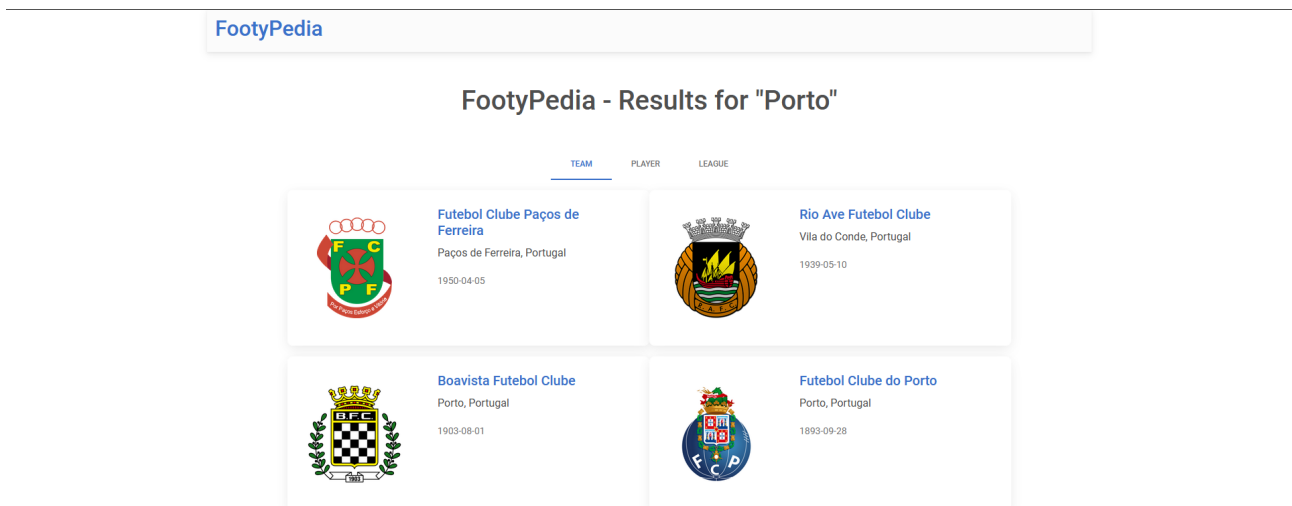 FootyPedia
FootyPedia - Results for "Porto"
TEAM PLAYER LEAGUE
F C
P F
Futebol Clube Paços de
Ferreira
Paços de Ferreira, Portugal
1950-04-05
R.A.F.C
Rio Ave Futebol Clube
Vila do Conde, Portugal
1939-05-10
B.F.C.
1903
Boavista Futebol Clube
Porto, Portugal
1903-08-01
FCP
Futebol Clube do Porto
Porto, Portugal
1893-09-28